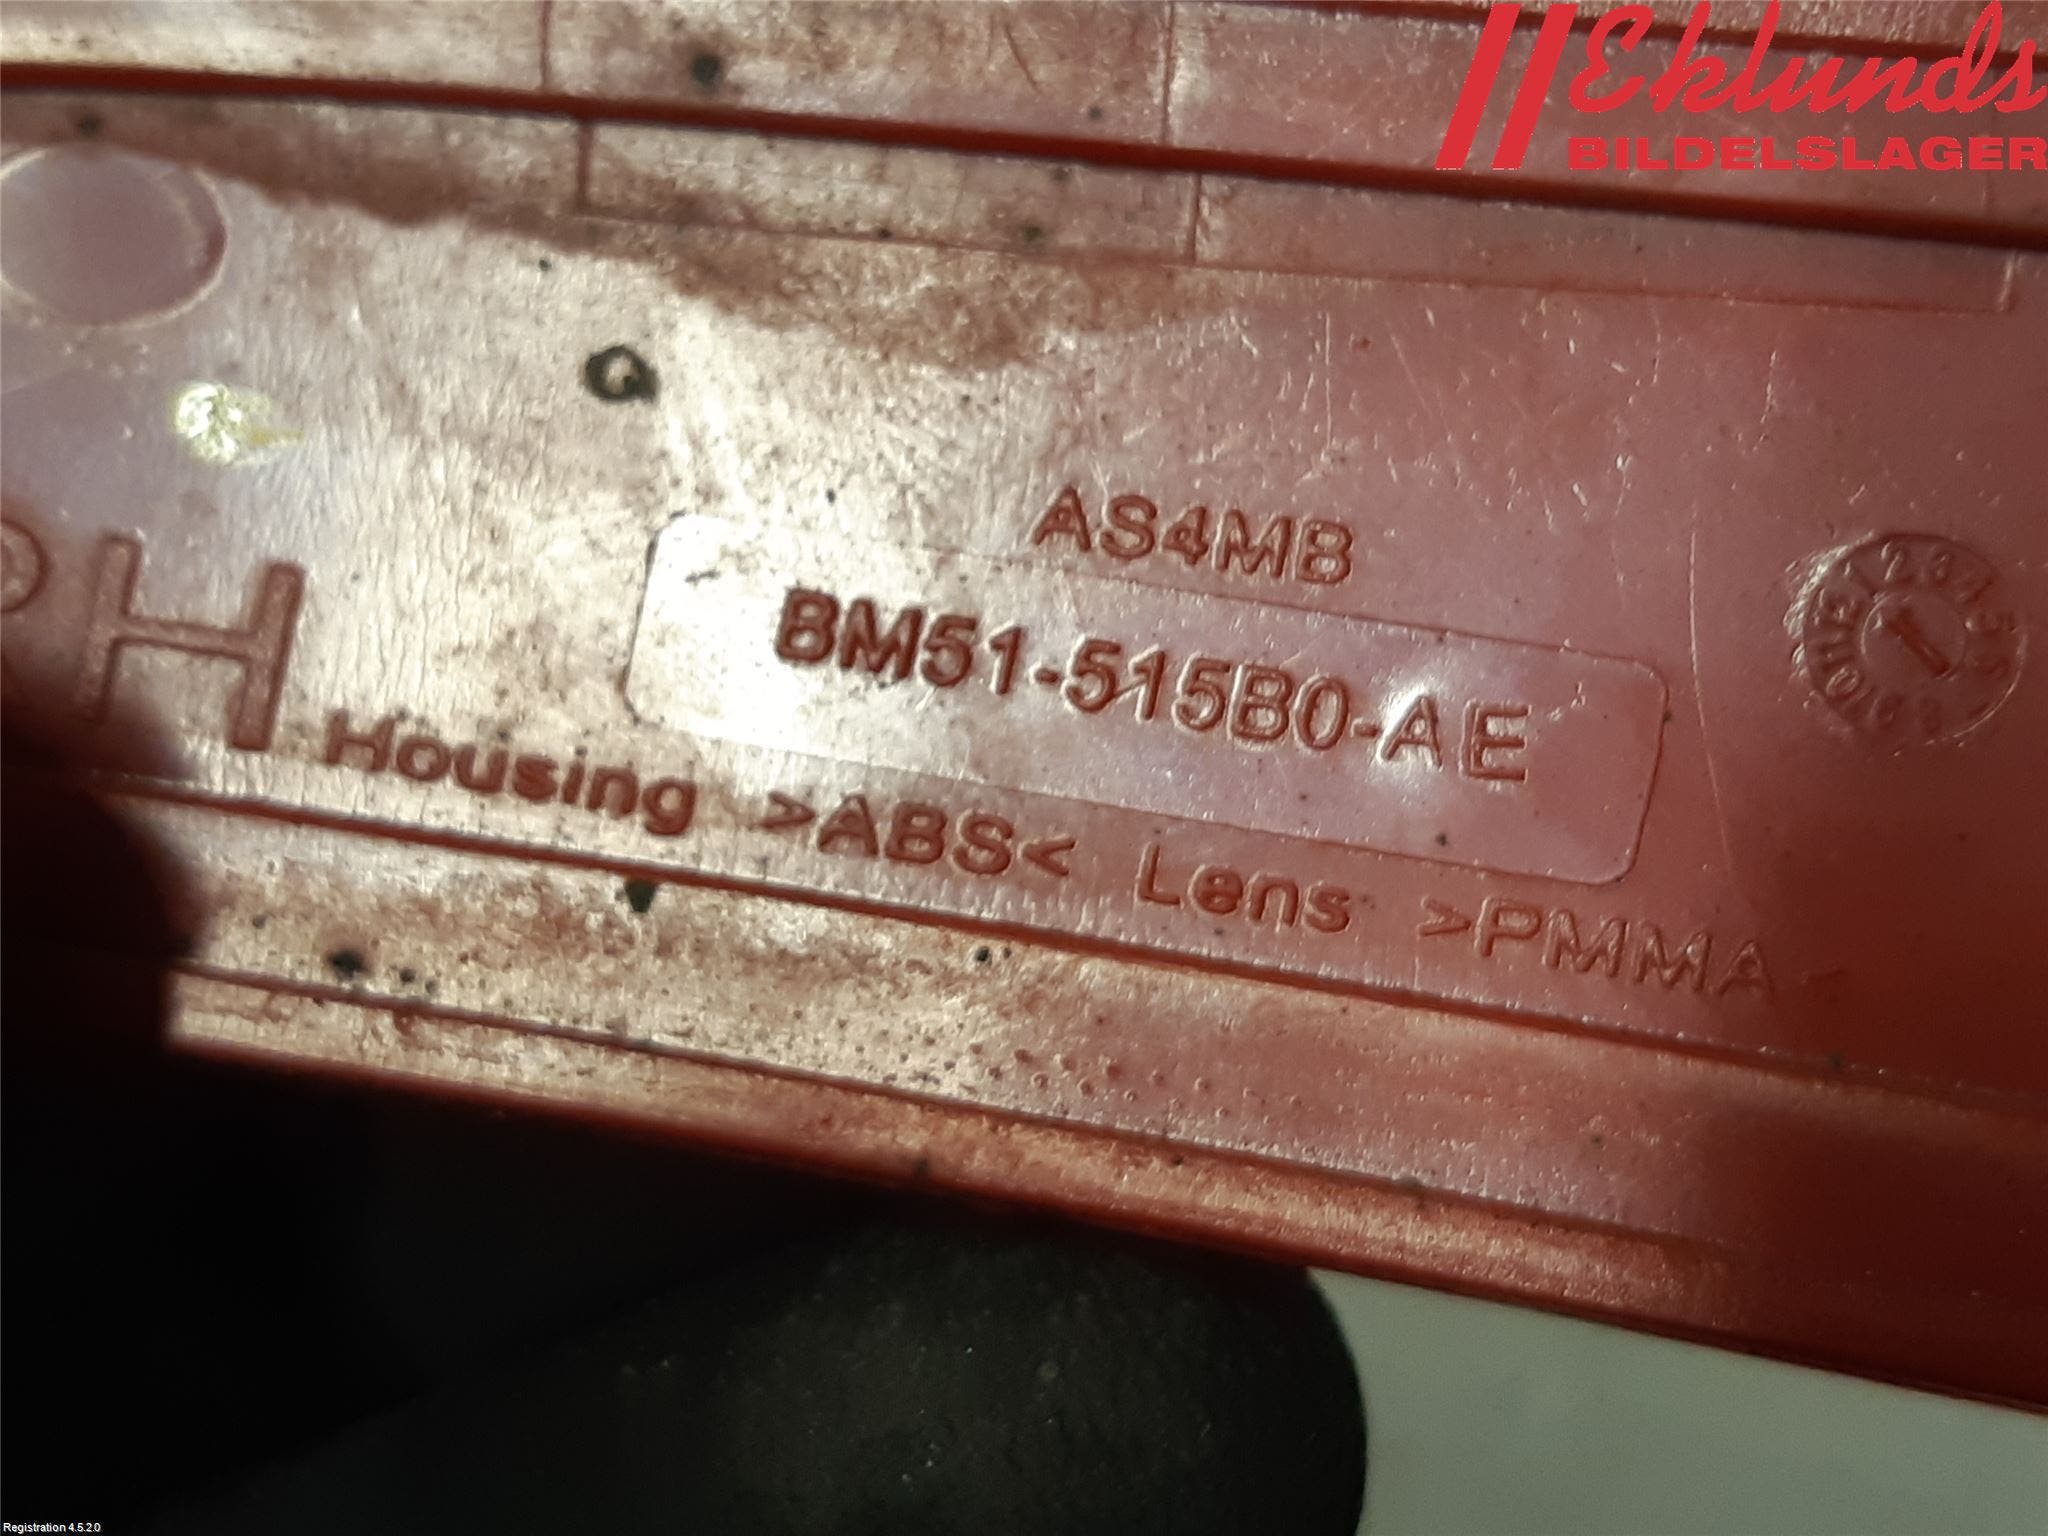 Eklunds
BILDELSLAGER
AS4MB
BM51-515B0-AE
H
Housing >ABS< Lens >PMMA
Registration 4.5.2.0